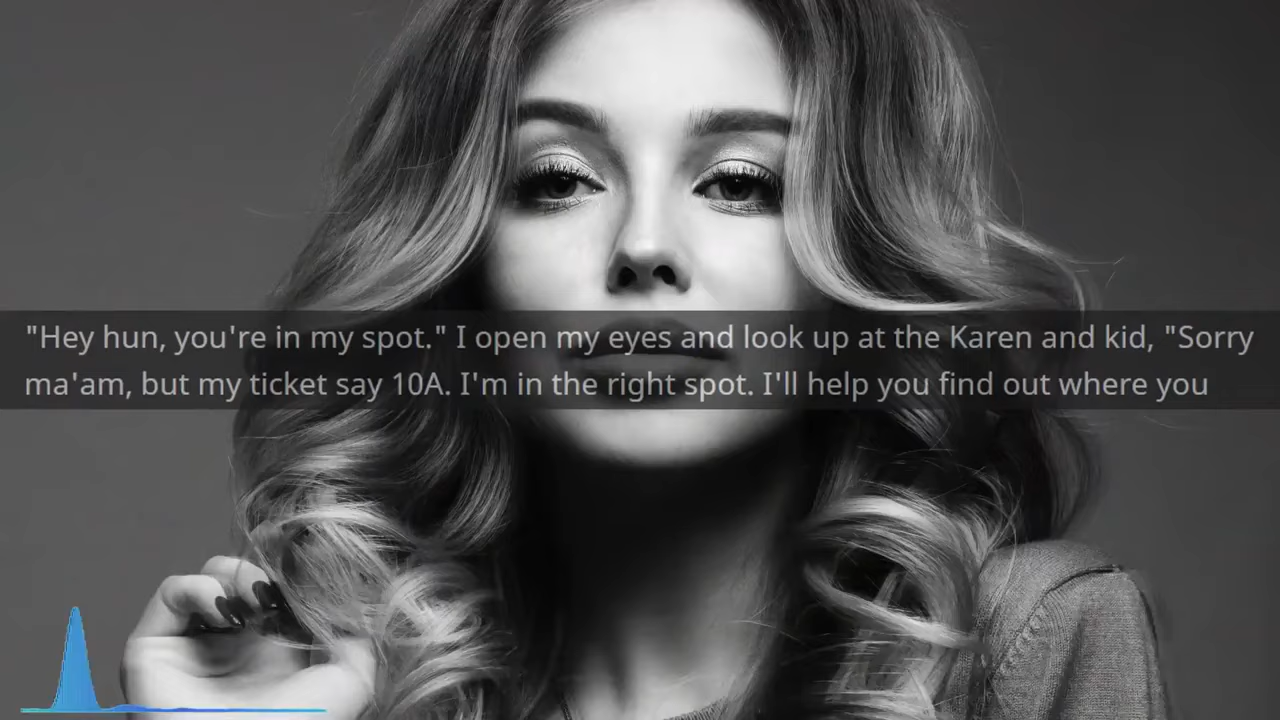 "Hey hun, you're in my spot." I open my eyes and look up at the Karen and kid, "Sorry
ma'am, but my ticket say 10A. I'm in the right spot. I'll help you find out where you